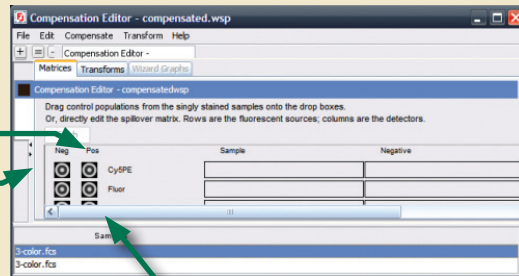 Compensation Editor - compensated.wsp
File Edit Compensate Transform Help
+ = - Compensation Editor -
Matrices Transforms Wizard Graphs
Compensation Editor - compensatedwsp
Drag control populations from the singly stained samples onto the drop boxes.
Or, directly edit the spillover matrix. Rows are the fluorescent sources; columns are the detectors.
Neg Pos Sample Negative
Cy5PE
Fluor
Sam
3-color.fcs
3-color.fcs